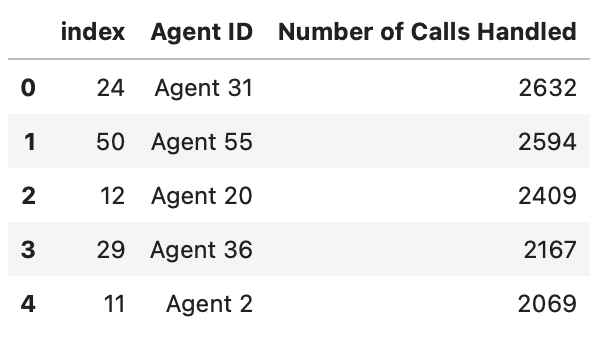 index Agent ID Number of Calls Handled
0 24 Agent 31 2632
1 50 Agent 55 2594
2 12 Agent 20 2409
3 29 Agent 36 2167
4 11 Agent 2 2069